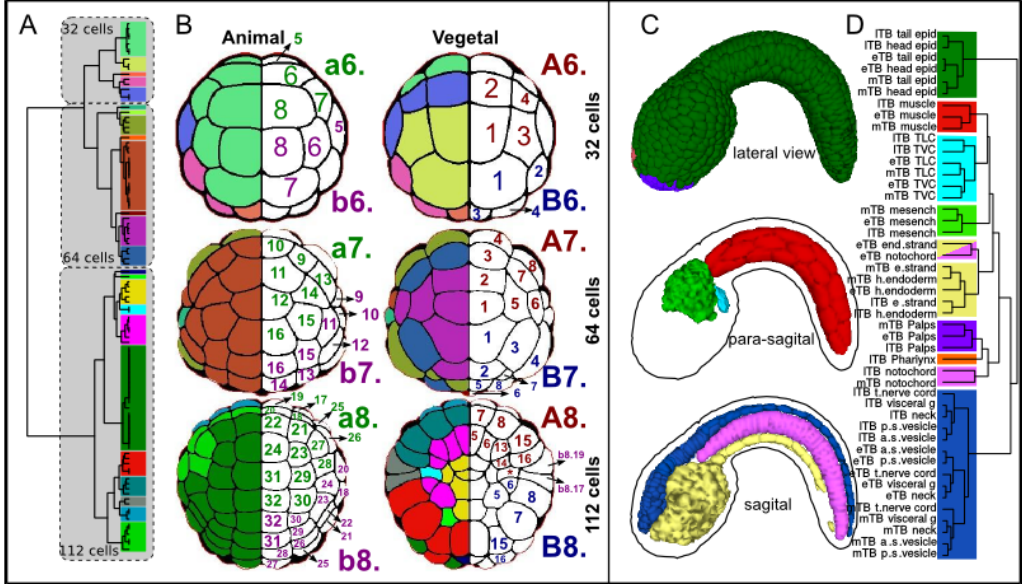 A
32 cells
64 cells
112 cells
B
Animal
Vegetal
5
6
7
8
5
8
6
7
a6.
b6.
2
4
1
3
1
2
3
4
A6.
B6.
32 cells
10
9
11
13
14
12
9
10
15
11
16
12
15
16
13
14
a7.
b7.
4
3
8
7
2
1
5
6
1
3
4
2
7
5
8
6
A7.
B7.
64 cells
19
17
25
22
21
26
24
23
27
28
31
29
20
24
18
32
30
23
32
30
22
29
21
31
26
28
25
27
a8.
b8.
7
8
5
6
13
15
14
16
b8.19
*
6
b8.17
5
8
7
15
16
A8.
B8.
112 cells
C
lateral view
para-sagital
sagital
D
lTB tail epid
lTB head epid
eTB tail epid
eTB head epid
mTB tail epid
mTB head epid
lTB muscle
eTB muscle
mTB muscle
lTB TLC
lTB TVC
eTB TLC
mTB TLC
eTB TVC
mTB TVC
mTB mesench
eTB mesench
lTB mesench
eTB end.strand
eTB notochord
mTB e.strand
mTB h.endoderm
eTB h.endoderm
lTB e .strand
lTB h.endoderm
mTB Palps
eTB Palps
lTB Palps
lTB Pharlynx
lTB notochord
mTB notochord
lTB t.nerve cord
lTB visceral g
lTB neck
lTB p.s.vesicle
lTB a.s.vesicle
eTB a.s.vesicle
eTB p.s.vesicle
eTB t.nerve cord
eTB visceral g
eTB neck
mTB t.nerve cord
mTB visceral g
mTB neck
mTB a.s.vesicle
mTB p.s.vesicle